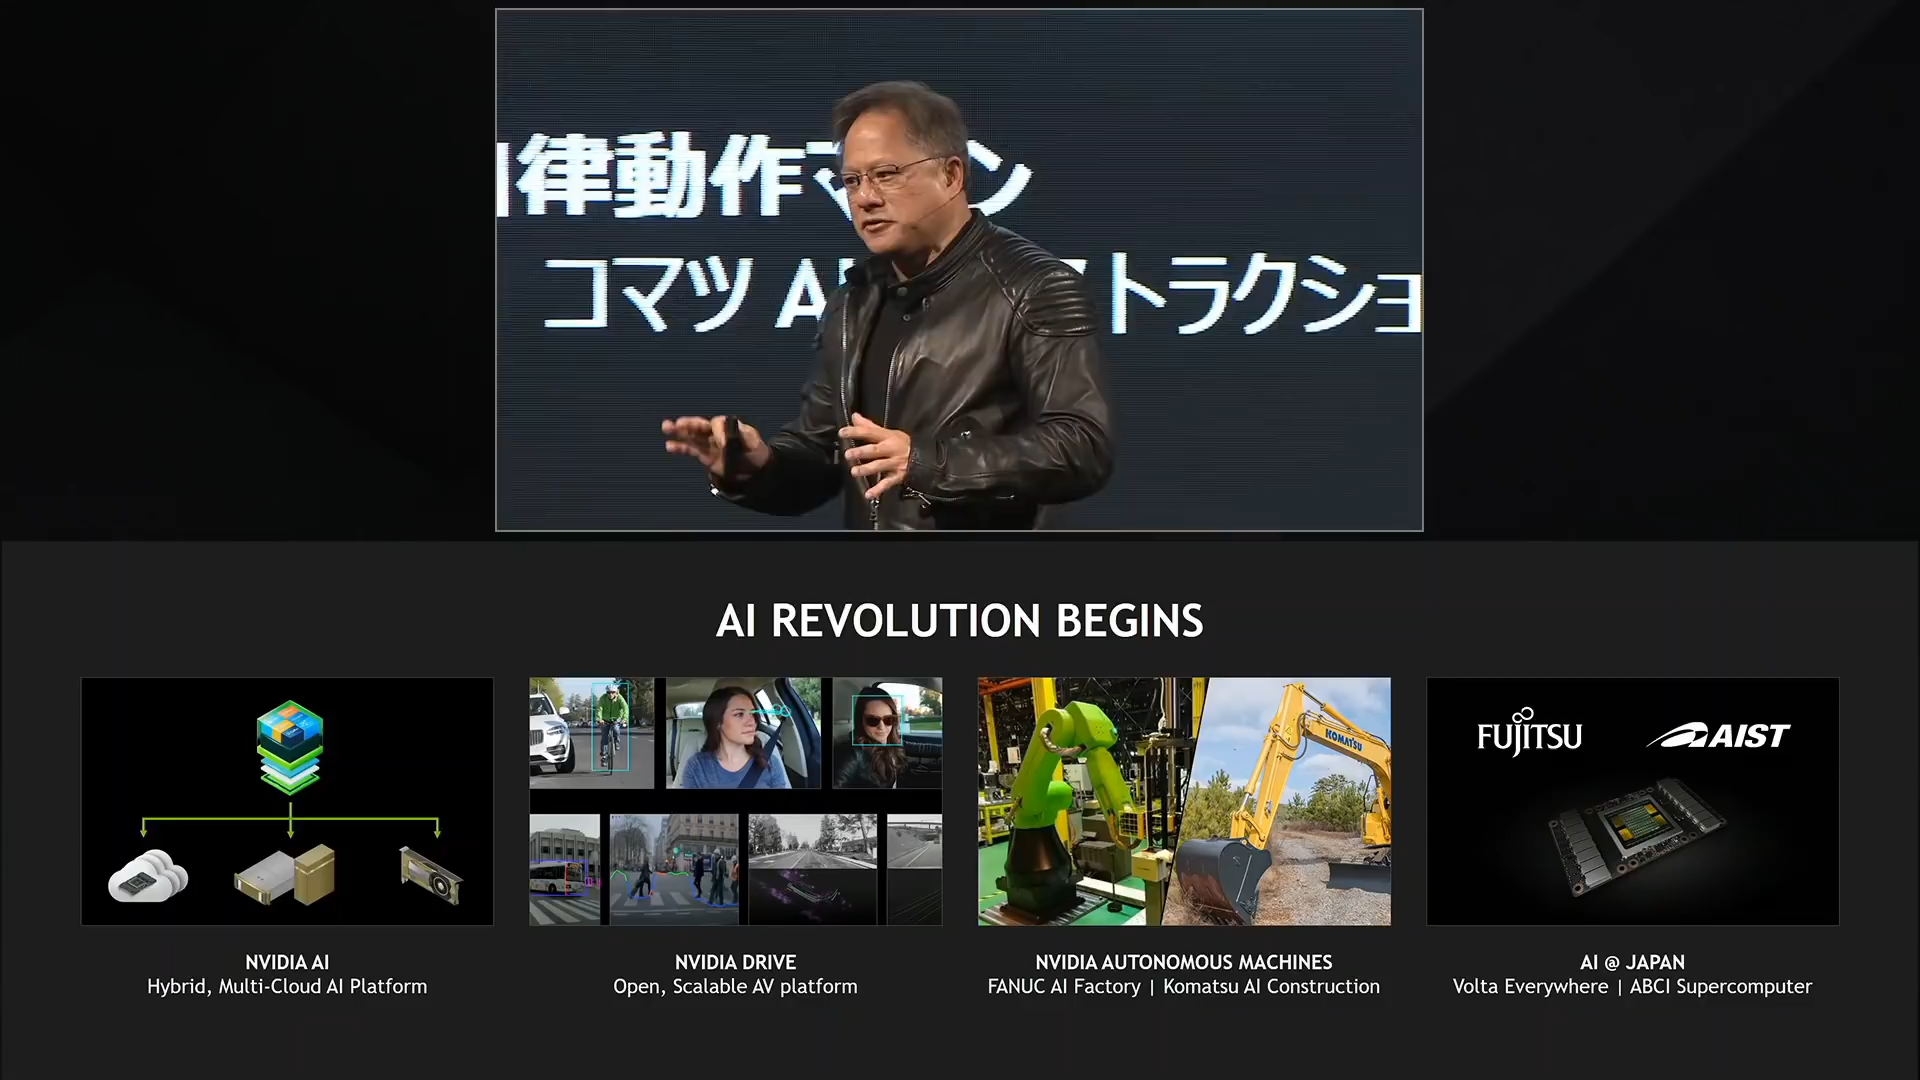 律動作マン
コマツ A トラクショ
AI REVOLUTION BEGINS
KOMATSU
FUJITSU
AIST
NVIDIA AI
Hybrid, Multi-Cloud AI Platform
NVIDIA DRIVE
Open, Scalable AV platform
NVIDIA AUTONOMOUS MACHINES
FANUC AI Factory | Komatsu AI Construction
AI @ JAPAN
Volta Everywhere | ABCI Supercomputer